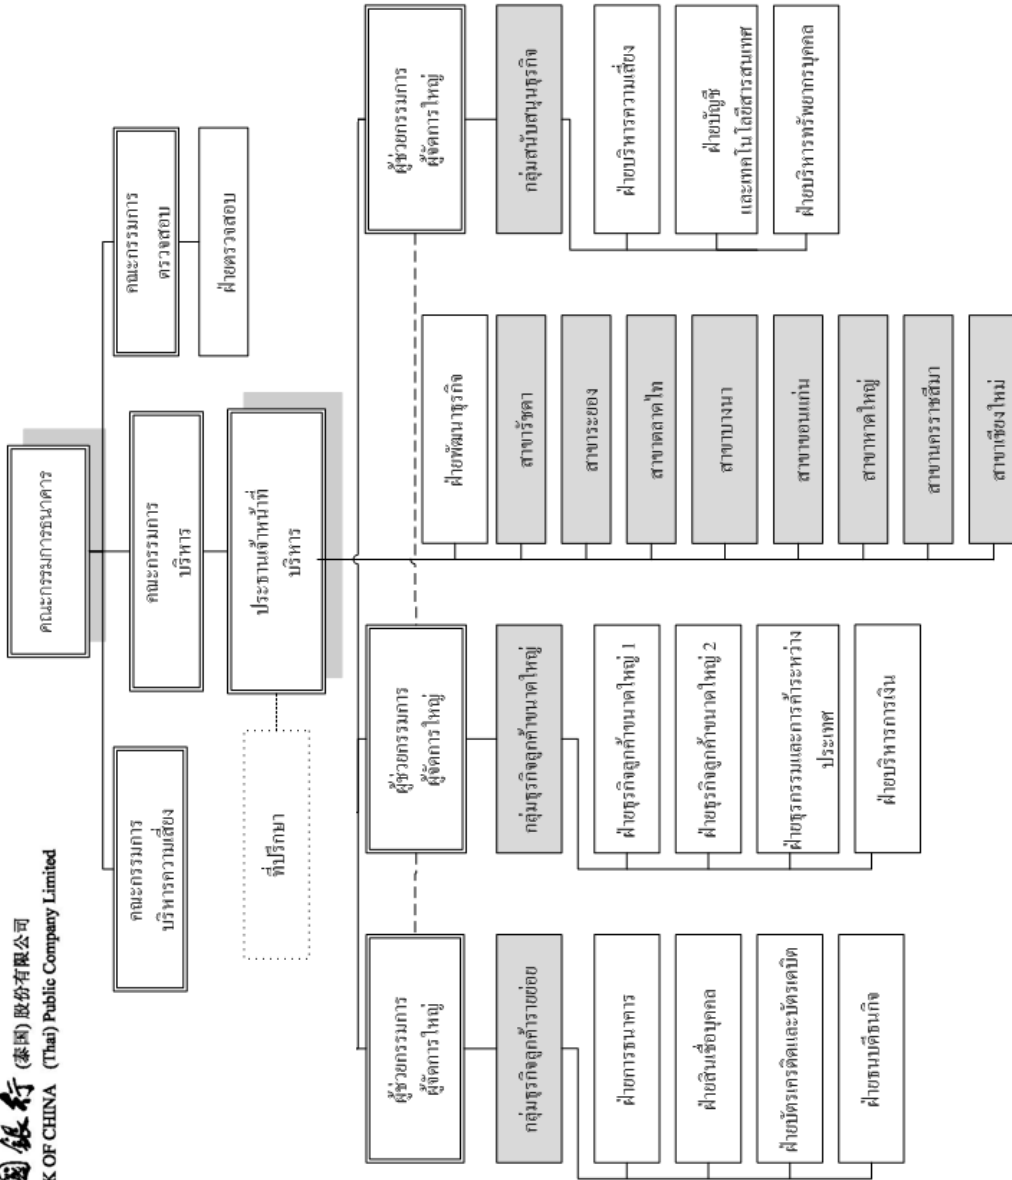 國銀行 (泰国) 股份有限公司
K OF CHINA (Thai) Public Company Limited
คณะกรรมการธนาคาร
คณะกรรมการ
บริหารความเสี่ยง
คณะกรรมการ
บริหาร
คณะกรรมการ
ตรวจสอบ
ฝ่ายตรวจสอบ
ที่ปรึกษา
ประธานเจ้าหน้าที่
บริหาร
ผู้ช่วยกรรมการ
ผู้จัดการใหญ่
กลุ่มธุรกิจลูกค้ารายย่อย
ฝ่ายการธนาคาร
ฝ่ายสินเชื่อบุคคล
ฝ่ายบัตรเครดิตและบัตรเดบิต
ฝ่ายธนบดีธนกิจ
ผู้ช่วยกรรมการ
ผู้จัดการใหญ่
กลุ่มธุรกิจลูกค้าขนาดใหญ่
ฝ่ายธุรกิจลูกค้าขนาดใหญ่ 1
ฝ่ายธุรกิจลูกค้าขนาดใหญ่ 2
ฝ่ายธุรกรรมและการค้าระหว่าง
ประเทศ
ฝ่ายบริหารการเงิน
ฝ่ายพัฒนาธุรกิจ
สาขารัชดา
สาขาระยอง
สาขาตลาดไท
สาขาบางนา
สาขาขอนแก่น
สาขาหาดใหญ่
สาขานครราชสีมา
สาขาเชียงใหม่
ผู้ช่วยกรรมการ
ผู้จัดการใหญ่
กลุ่มสนับสนุนธุรกิจ
ฝ่ายบริหารความเสี่ยง
ฝ่ายบัญชี
และเทคโนโลยีสารสนเทศ
ฝ่ายบริหารทรัพยากรบุคคล